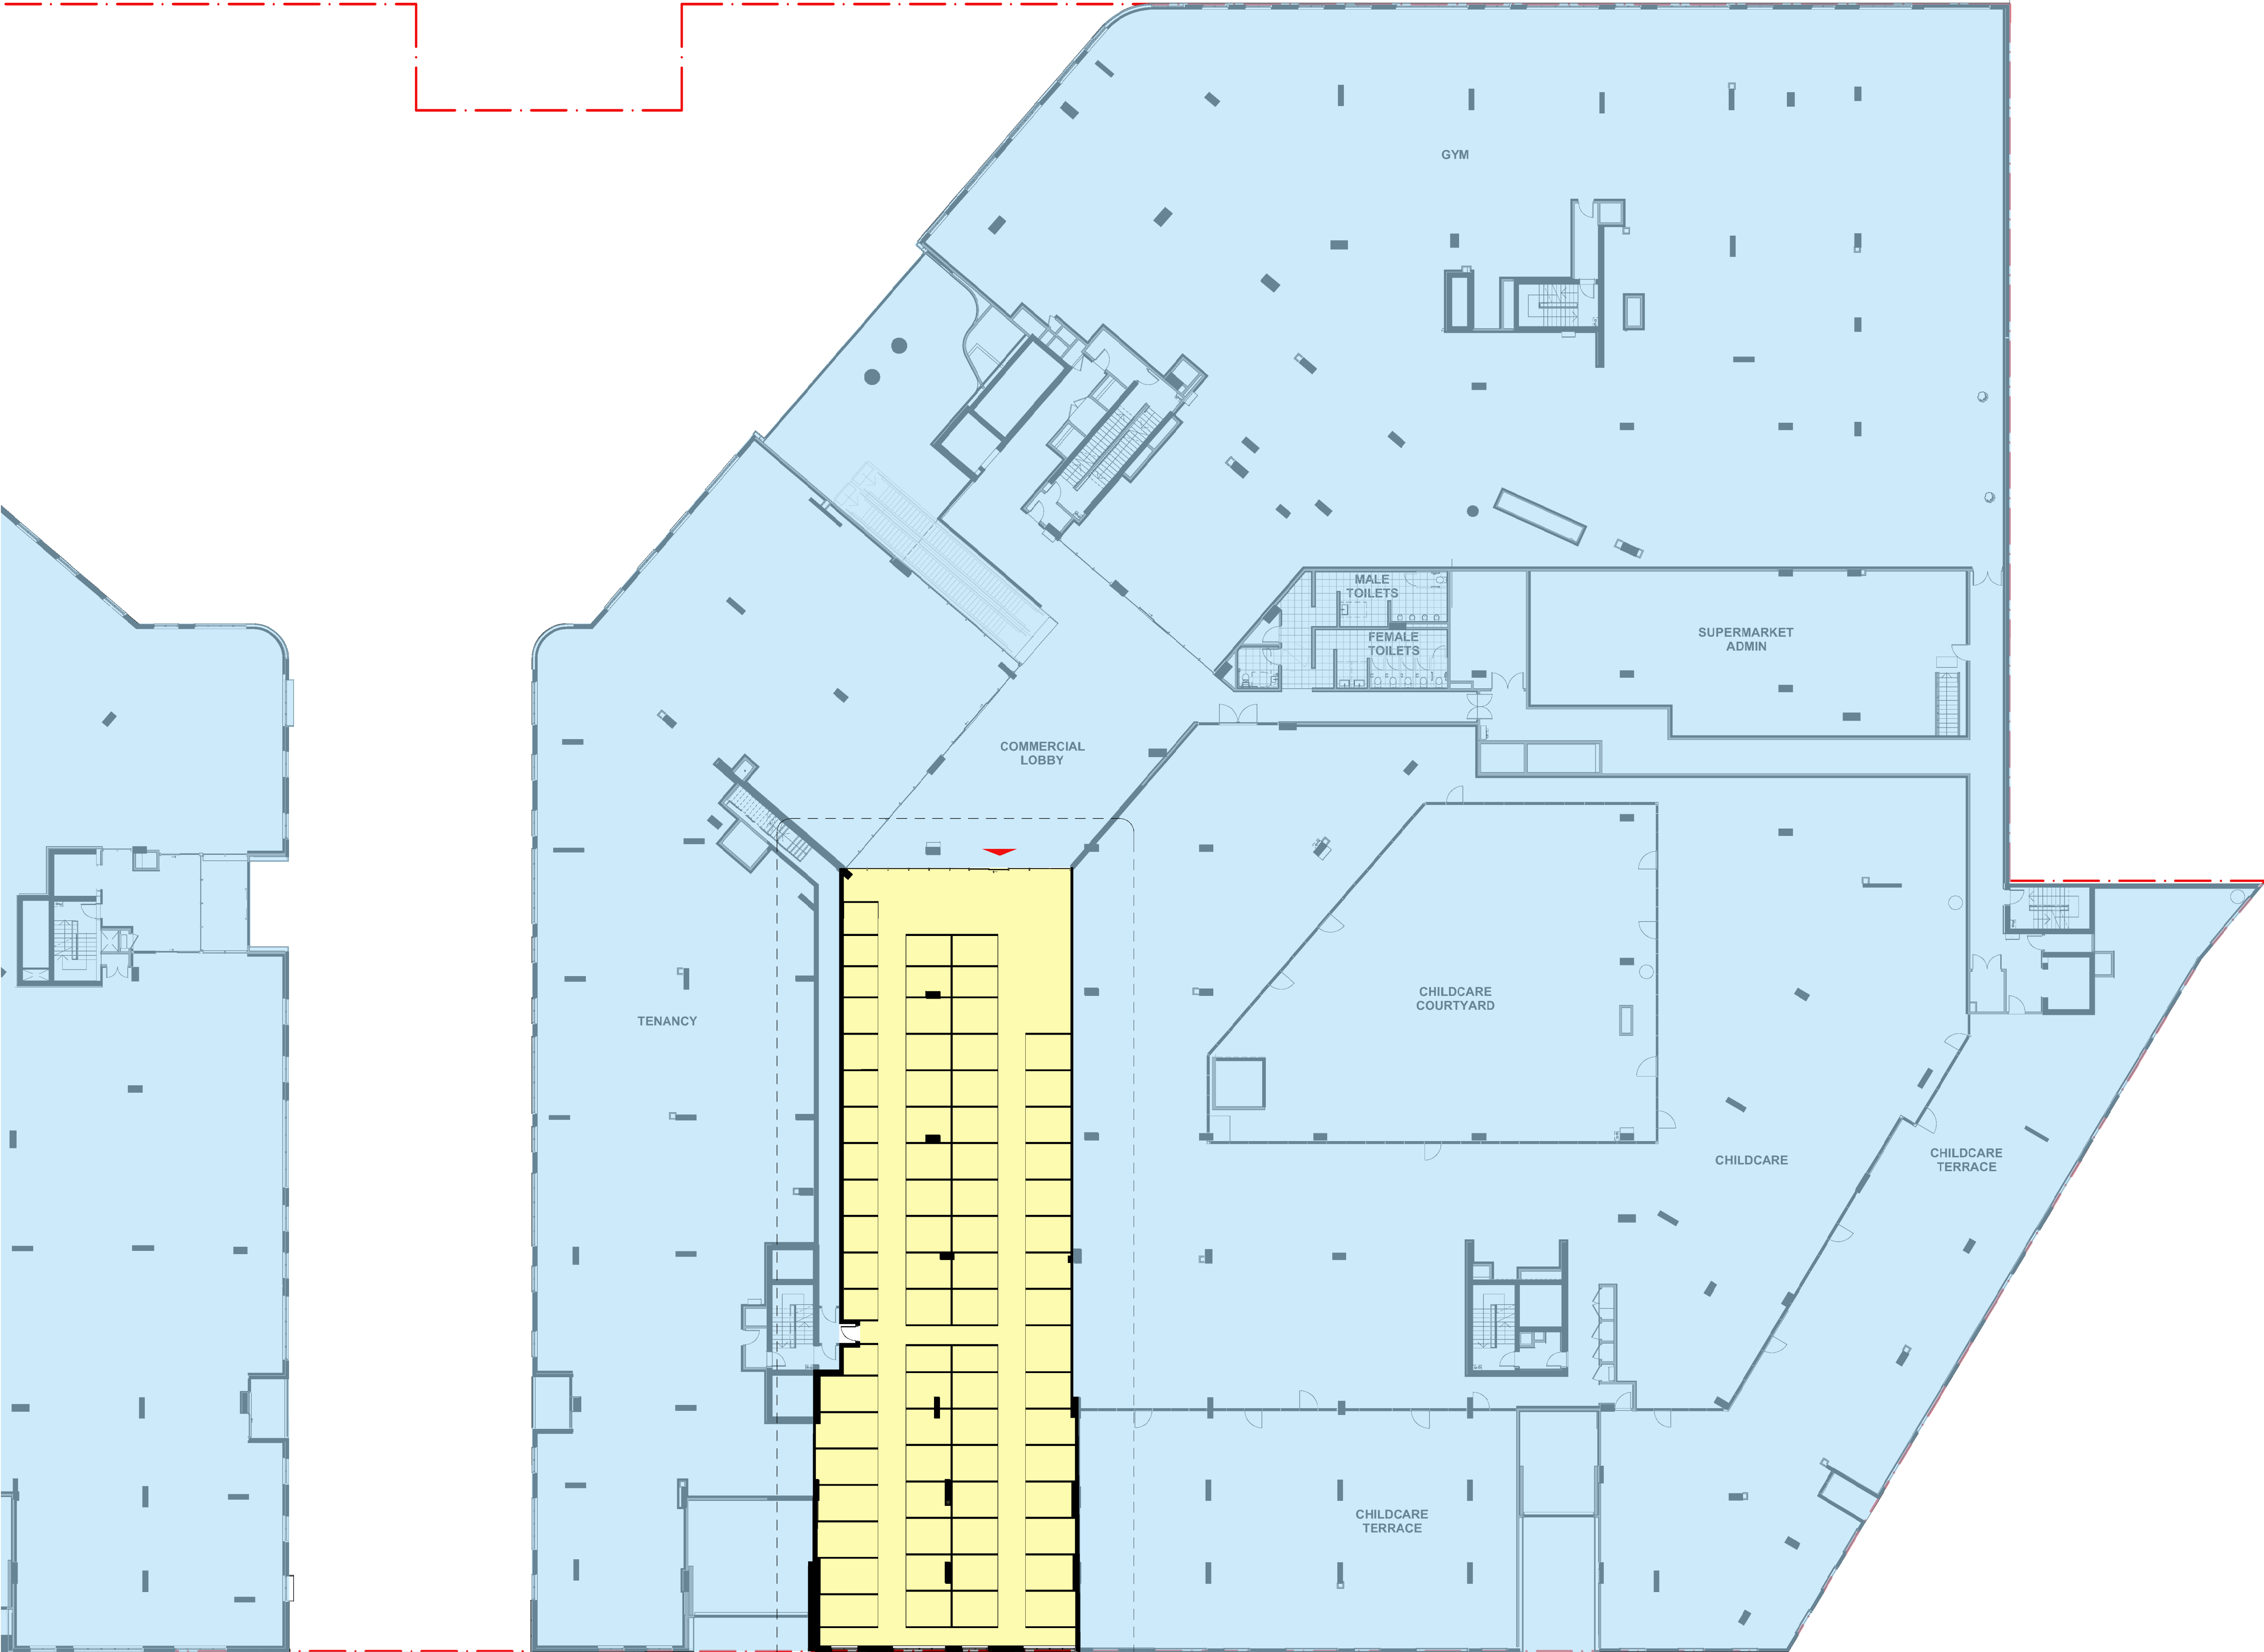 GYM
MALE
TOILETS
FEMALE
TOILETS
SUPERMARKET
ADMIN
COMMERCIAL
LOBBY
TENANCY
CHILDCARE
COURTYARD
CHILDCARE
CHILDCARE
TERRACE
CHILDCARE
TERRACE